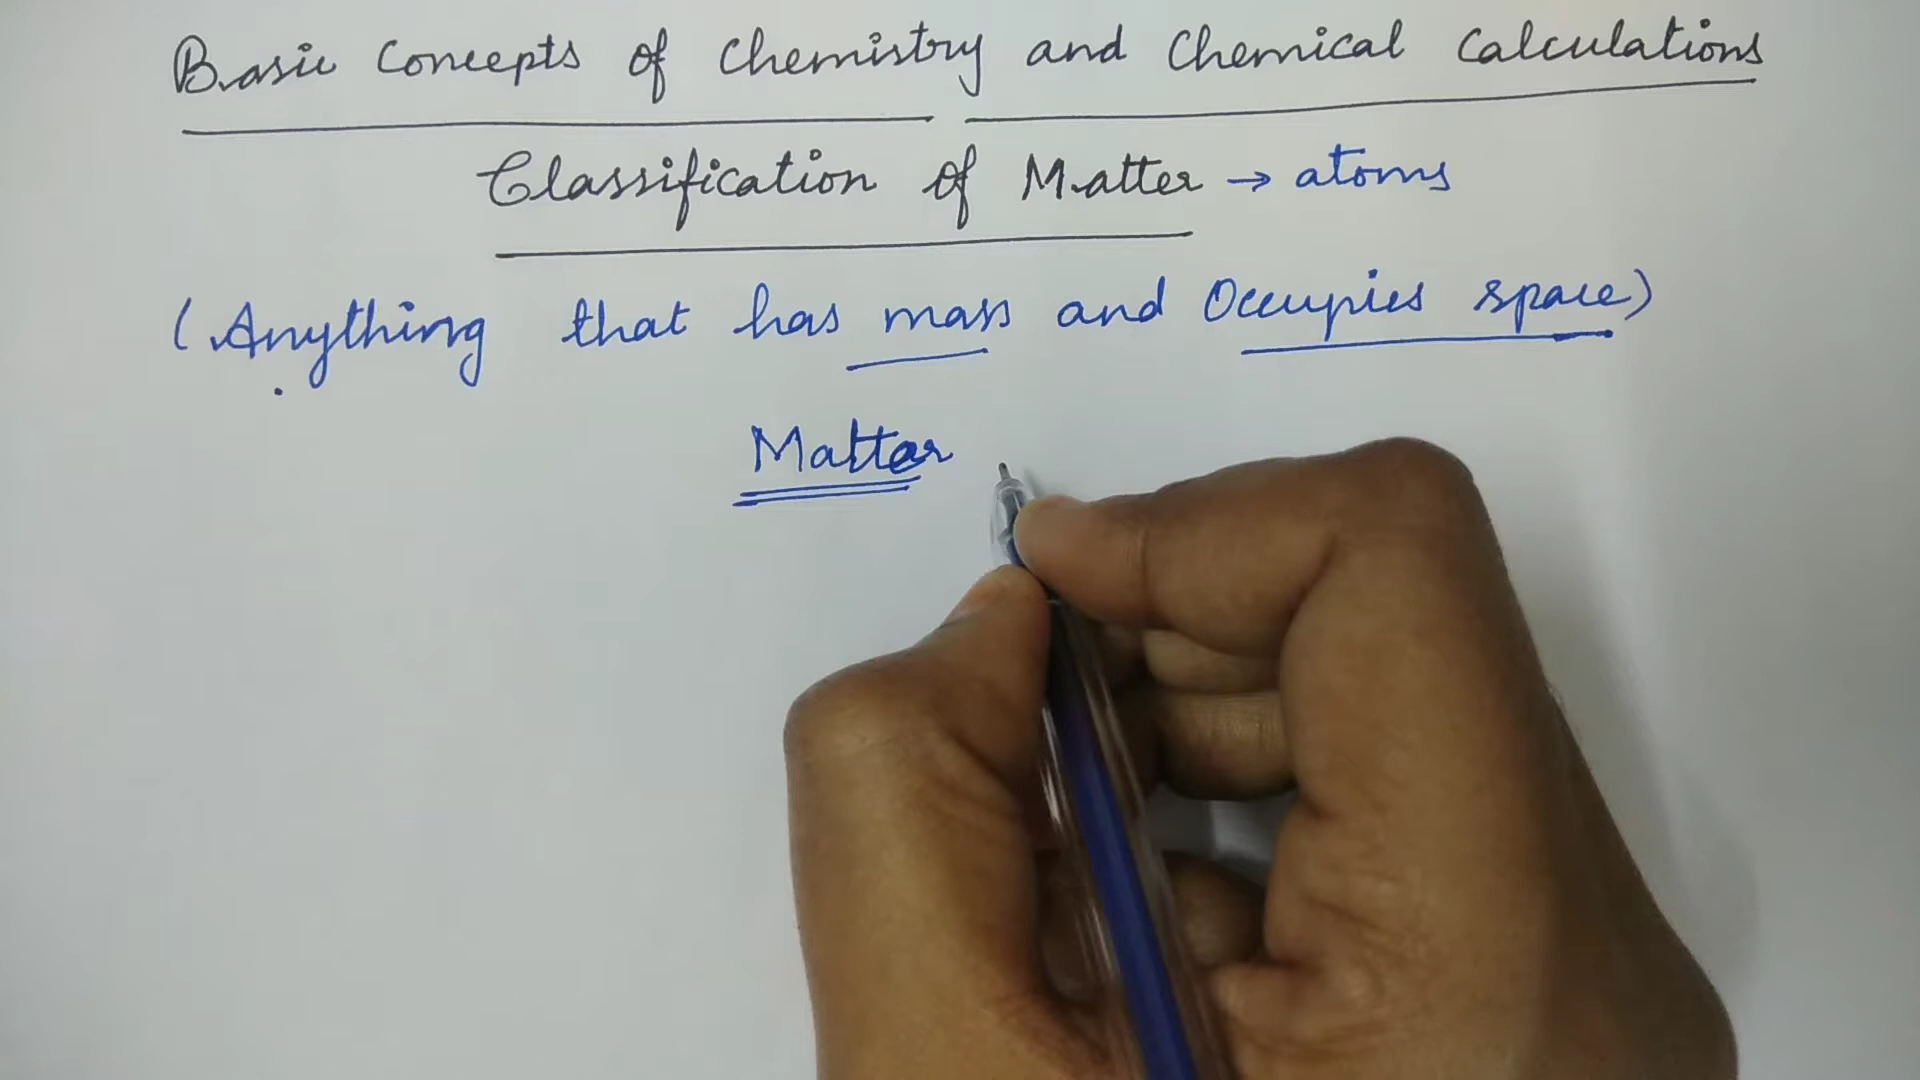 Basic Concepts of Chemistry and Chemical Calculations
Classification of Matter → atoms
(Anything that has mass and Occupies space)
Matter